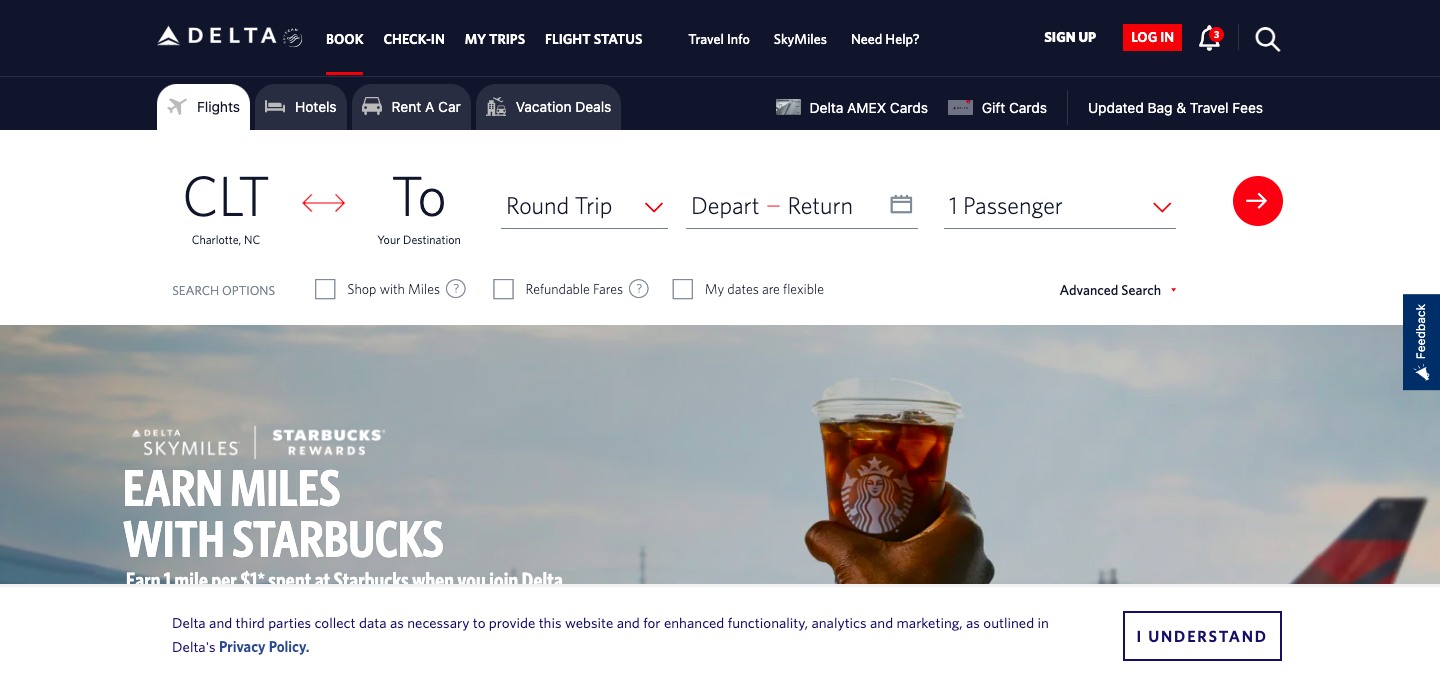 DELTA BOOK CHECK-IN MY TRIPS FLIGHT STATUS Travel Info SkyMiles Need Help? SIGN UP LOG IN 3
Flights Hotels Rent A Car Vacation Deals Delta AMEX Cards Gift Cards Updated Bag & Travel Fees
CLT To Round Trip Depart – Return 1 Passenger
Charlotte, NC Your Destination
SEARCH OPTIONS Shop with Miles ? Refundable Fares ? My dates are flexible Advanced Search
Feedback
DELTA SKYMILES STARBUCKS® REWARDS
EARN MILES
WITH STARBUCKS
Earn 1 mile per $1* spent at Starbucks when you join Delta
Delta and third parties collect data as necessary to provide this website and for enhanced functionality, analytics and marketing, as outlined in
Delta's Privacy Policy.
I UNDERSTAND